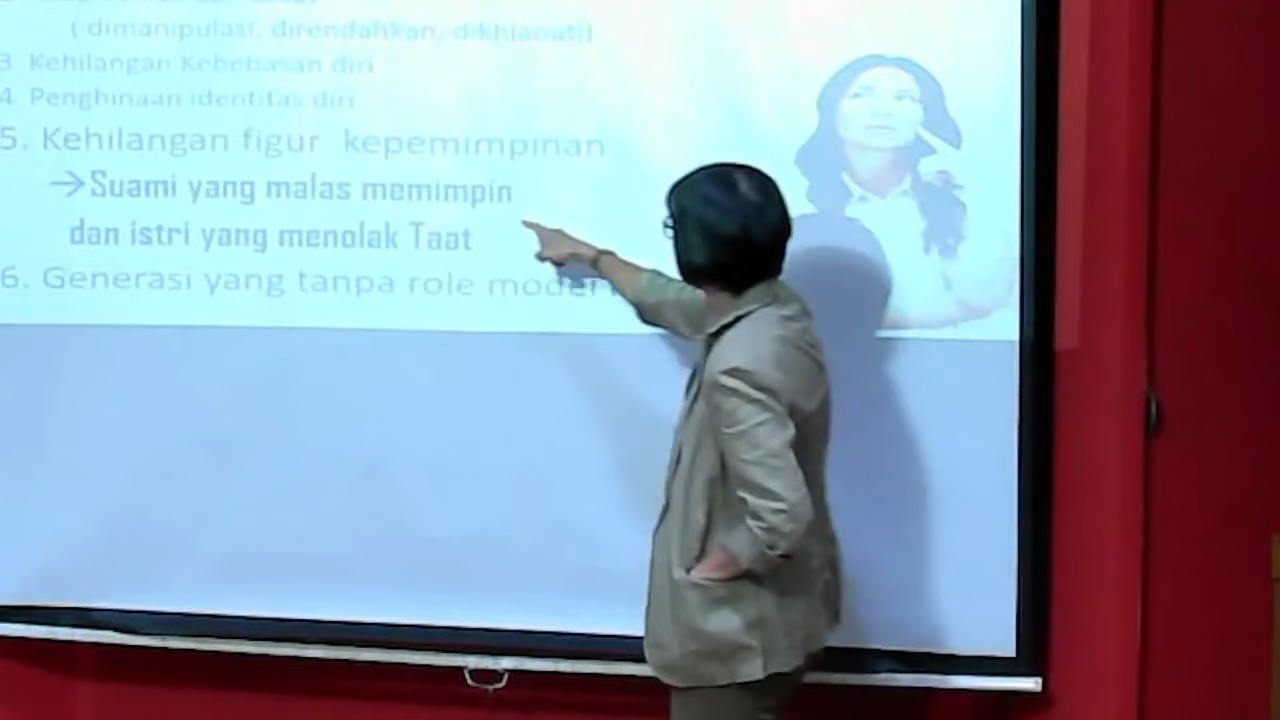 ( dimanipulasi, direndahkan, dikhianati)
3. Kehilangan Kebebasan diri
4. Penghinaan identitas diri
5. Kehilangan figur kepemimpinan
→Suami yang malas memimpin
dan istri yang menolak Taat
6. Generasi yang tanpa role model